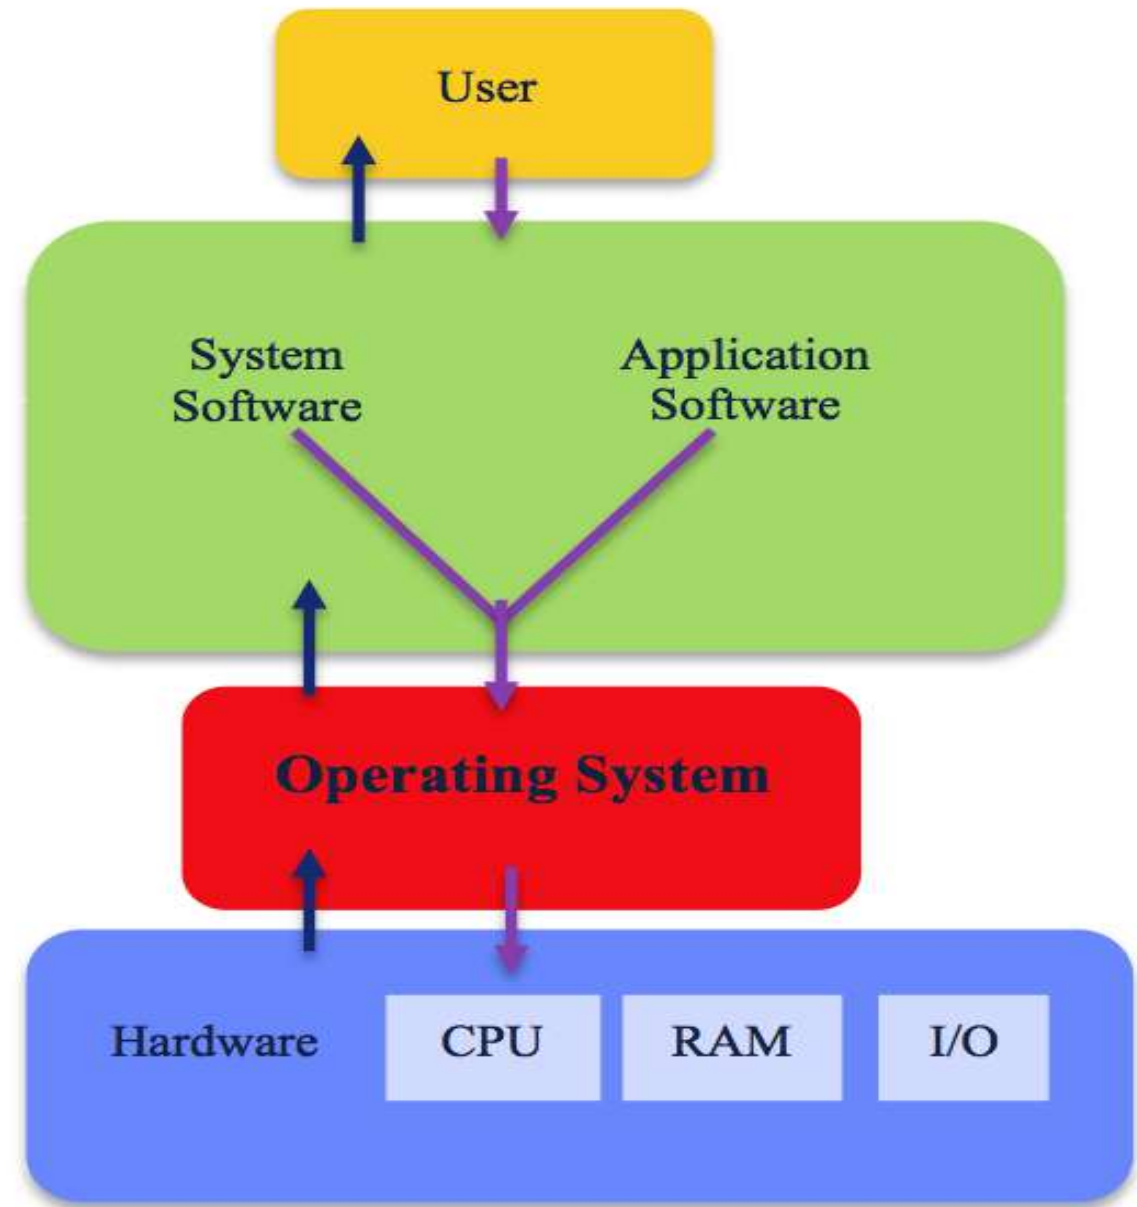 User
System
Software
Application
Software
Operating System
Hardware
CPU
RAM
I/O